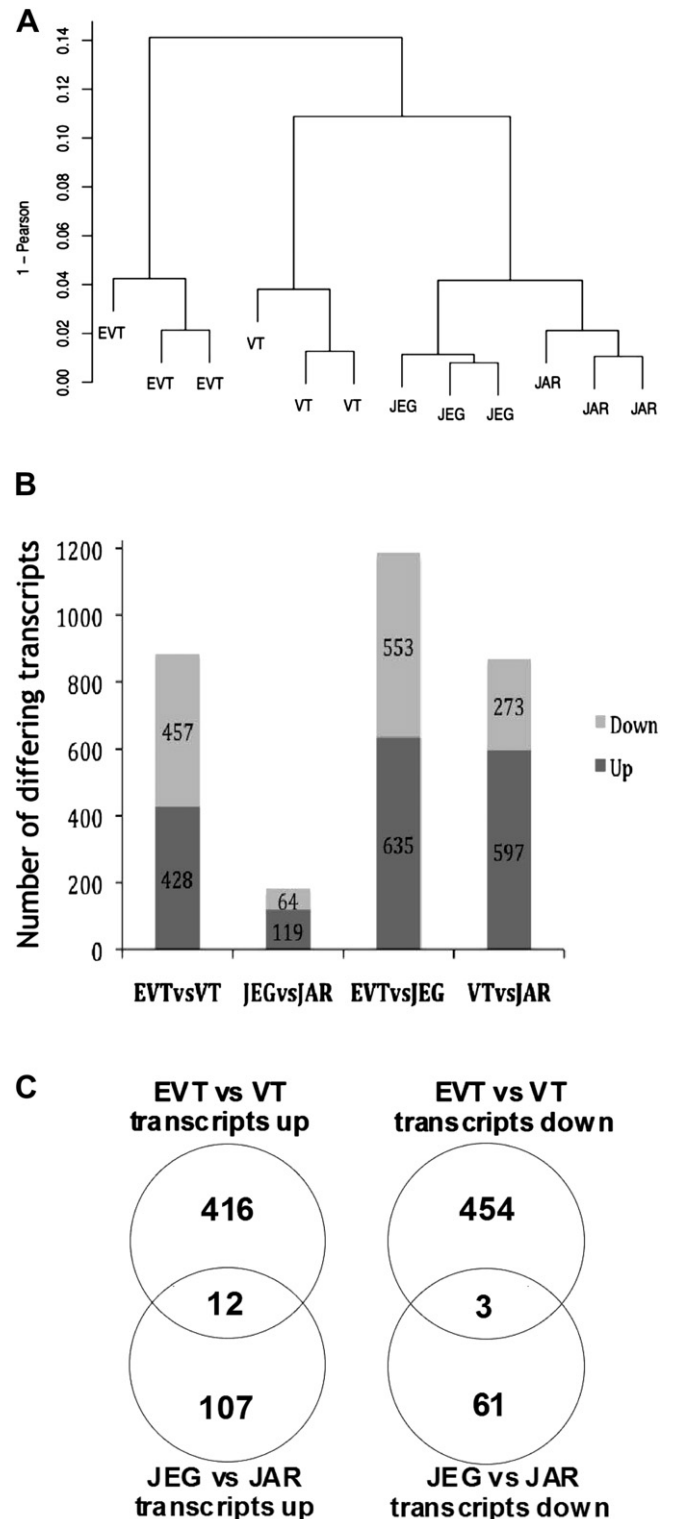 A
0.14
0.12
0.10
0.08
0.06
0.04
0.02
0.00
1 – Pearson
EVT
EVT EVT
VT
VT VT
JEG
JEG JEG
JAR
JAR JAR
B
Number of differing transcripts
1200
1000
800
600
400
200
0
457
428
64
119
553
635
273
597
Down
Up
EVTvsVT JEGvsJAR EVTvsJEG VTvsJAR
C
EVT vs VT
transcripts up
416
12
107
JEG vs JAR
transcripts up
EVT vs VT
transcripts down
454
3
61
JEG vs JAR
transcripts down